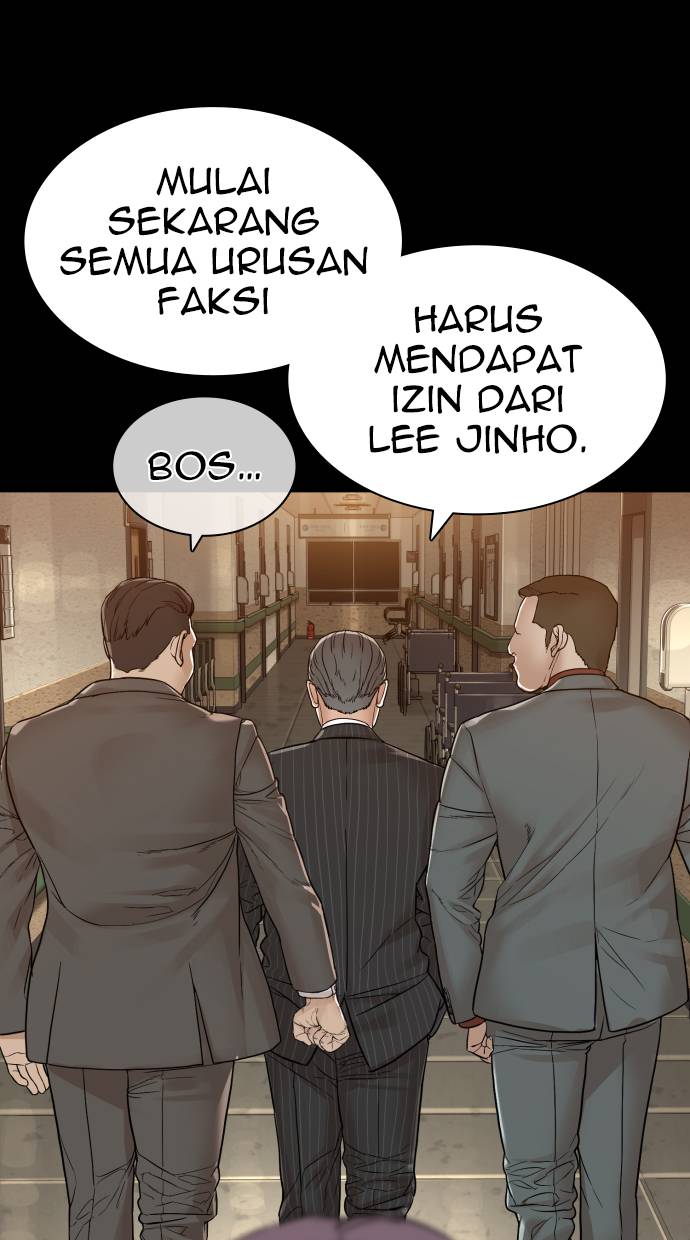 MULAI
SEKARANG
SEMUA URUSAN
FAKSI
HARUS
MENDAPAT
IZIN DARI
LEE JINHO.
BOS...